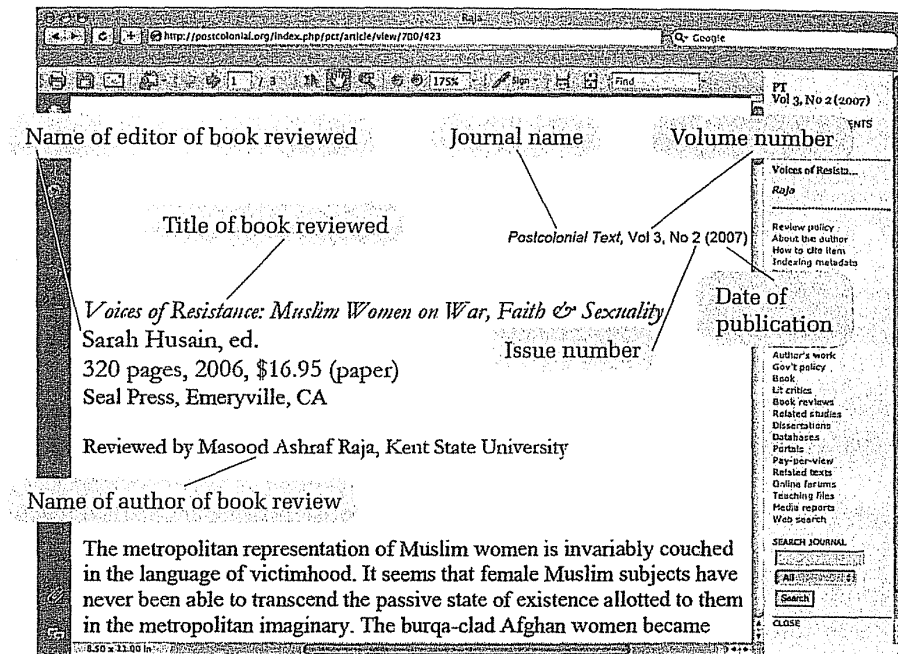 Raja
http://postcolonial.org/index.php/pct/article/view/700/423
Google
1 / 3
175%
Sign
Find
PT
Vol 3, No 2 (2007)
Name of editor of book reviewed
Journal name
Volume number
Voices of Resista...
Raja
Title of book reviewed
Postcolonial Text, Vol 3, No 2 (2007)
Review policy
About the author
How to cite item
Indexing metadata
Voices of Resistance: Muslim Women on War, Faith & Sexuality
Date of
publication
Sarah Husain, ed.
Issue number
320 pages, 2006, $16.95 (paper)
Seal Press, Emeryville, CA
Author's work
Gov't policy
Book
Lit critics
Book reviews
Related studies
Dissertations
Databases
Portals
Pay-per-view
Related texts
Online forums
Teaching files
Media reports
Web search
Reviewed by Masood Ashraf Raja, Kent State University
Name of author of book review
SEARCH JOURNAL
All
Search
CLOSE
The metropolitan representation of Muslim women is invariably couched
in the language of victimhood. It seems that female Muslim subjects have
never been able to transcend the passive state of existence allotted to them
in the metropolitan imaginary. The burqa-clad Afghan women became
8.50 x 11.00 in